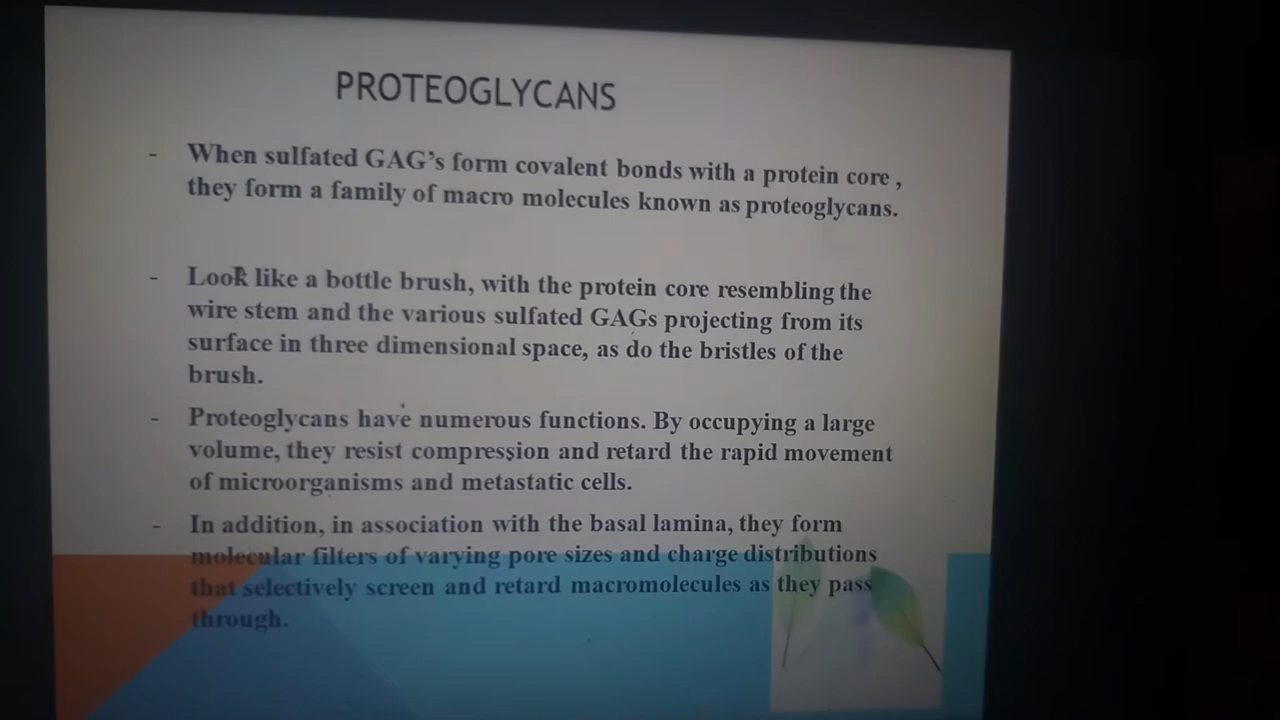 PROTEOGLYCANS
- When sulfated GAG's form covalent bonds with a protein core ,
they form a family of macro molecules known as proteoglycans.
- Look like a bottle brush, with the protein core resembling the
wire stem and the various sulfated GAGs projecting from its
surface in three dimensional space, as do the bristles of the
brush.
- Proteoglycans have numerous functions. By occupying a large
volume, they resist compression and retard the rapid movement
of microorganisms and metastatic cells.
- In addition, in association with the basal lamina, they form
molecular filters of varying pore sizes and charge distributions
that selectively screen and retard macromolecules as they pass
through.